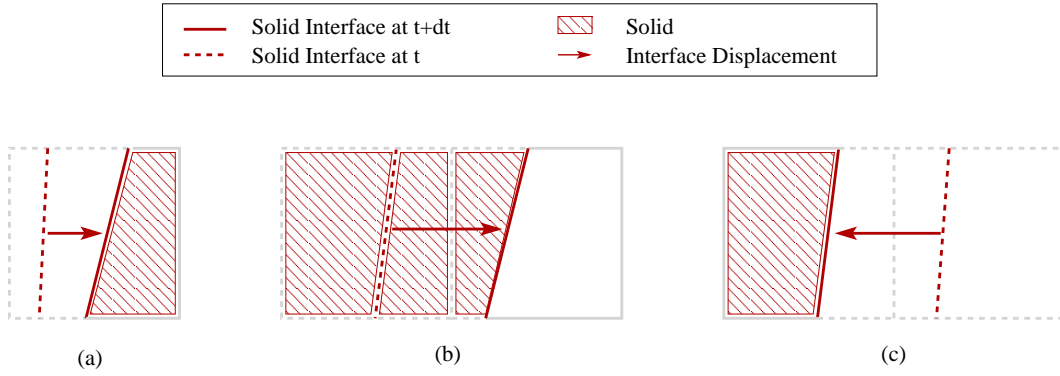 Solid Interface at t+dt
Solid
Solid Interface at t
Interface Displacement
(a)
(b)
(c)